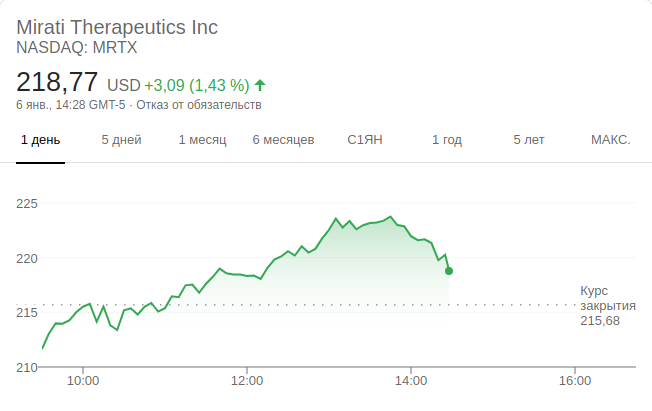 Mirati Therapeutics Inc
NASDAQ: MRTX
218,77 USD +3,09 (1,43 %)
6 янв., 14:28 GMT-5 · Отказ от обязательств
1 день 5 дней 1 месяц 6 месяцев С1ЯН 1 год 5 лет МАКС.
225
220
215
210
Курс
закрытия
215,68
10:00 12:00 14:00 16:00